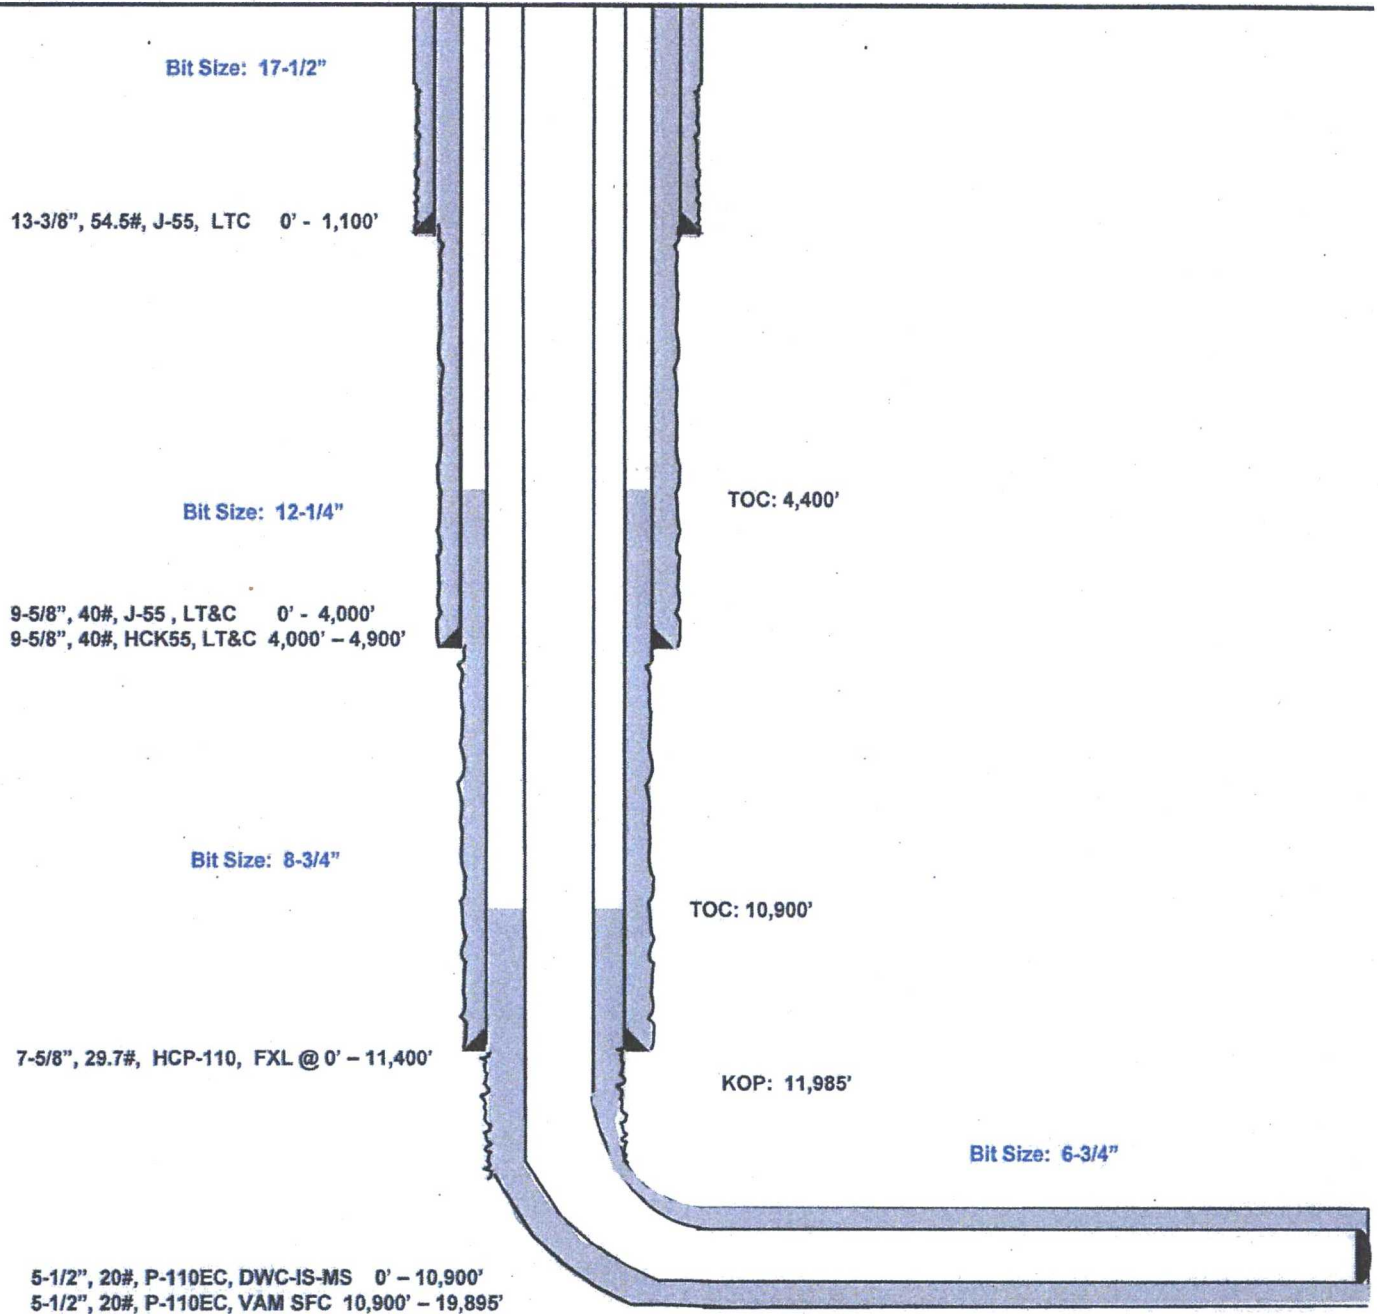 Bit Size: 17-1/2”
13-3/8”, 54.5#, J-55, LTC 0’ - 1,100’
TOC: 4,400’
Bit Size: 12-1/4”
9-5/8”, 40#, J-55 , LT&C 0’ - 4,000’
9-5/8”, 40#, HCK55, LT&C 4,000’ – 4,900’
Bit Size: 8-3/4”
TOC: 10,900’
7-5/8”, 29.7#, HCP-110, FXL @ 0’ – 11,400’
KOP: 11,985’
Bit Size: 6-3/4”
5-1/2”, 20#, P-110EC, DWC-IS-MS 0’ – 10,900’
5-1/2”, 20#, P-110EC, VAM SFC 10,900’ – 19,895’